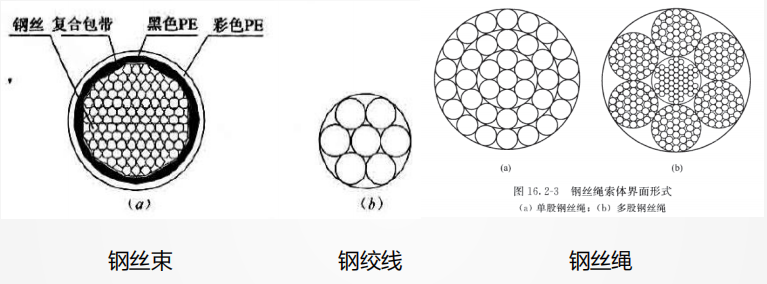 钢丝 复合包带 黑色PE 彩色PE
(a)
(b)
(a)
(b)
图 16.2-3 钢丝绳索体界面形式
(a) 单股钢丝绳；(b) 多股钢丝绳
钢丝束
钢绞线
钢丝绳